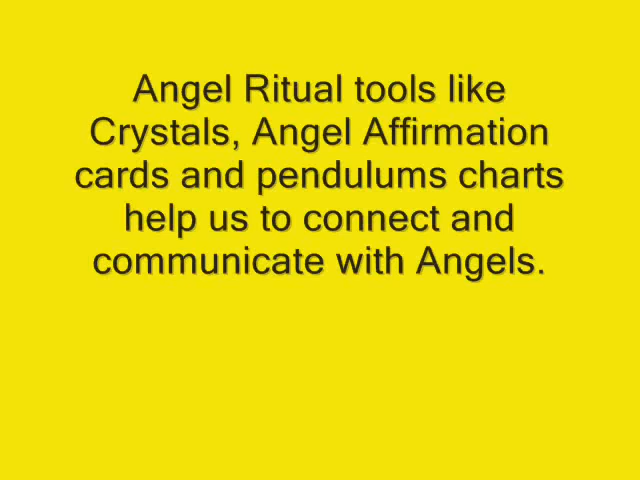 Angel Ritual tools like
Crystals, Angel Affirmation
cards and pendulums charts
help us to connect and
communicate with Angels.